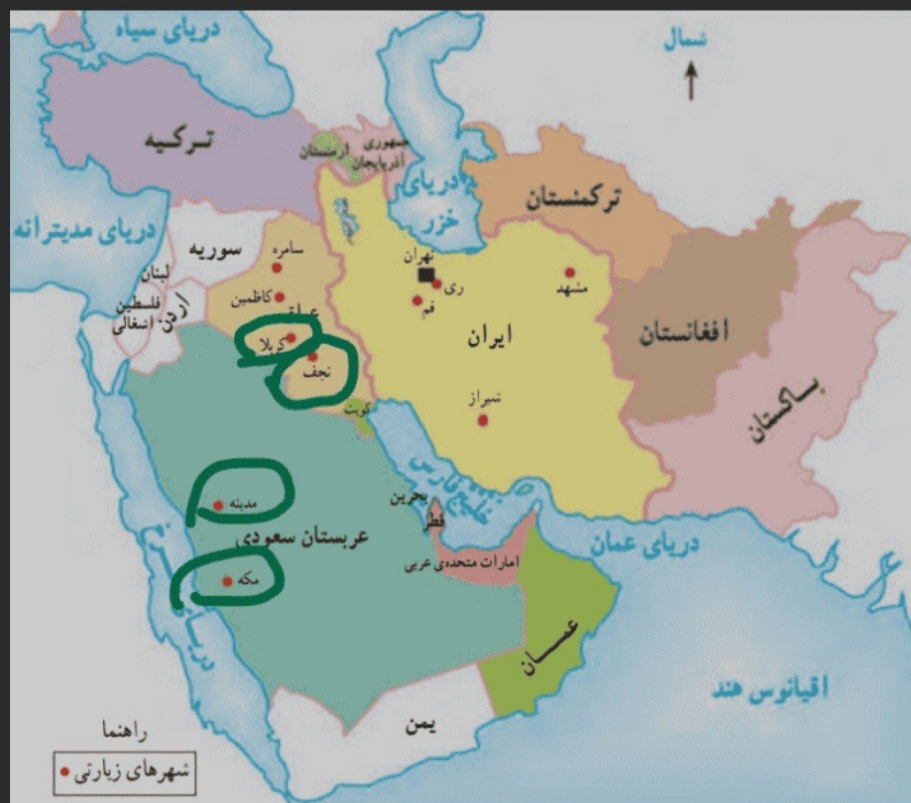 دریای سیاه
شمال
ترکیه
ارمنستان
جمهوری
آذربایجان
دریای
خزر
ترکمنستان
دریای مدیترانه
سوریه
لبنان
فلسطین
اشغالی
اردن
سامره
کاظمین
عراق
کربلا
نجف
تهران
ری
قم
مشهد
ایران
شیراز
افغانستان
پاکستان
کویت
خلیج فارس
بحرین
قطر
مدینه
عربستان سعودی
مکه
امارات متحده‌ی عربی
دریای عمان
عمان
دریای سرخ
اقیانوس هند
یمن
راهنما
شهرهای زیارتی